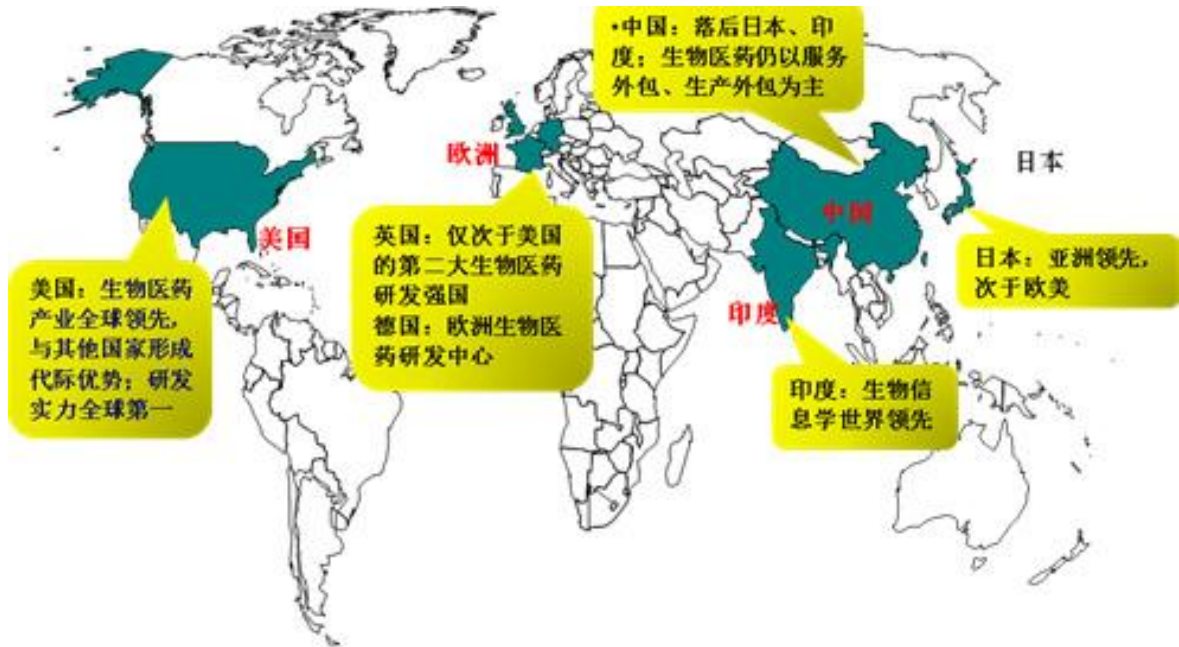 •中国：落后日本、印
度；生物医药仍以服务
外包、生产外包为主
欧洲
日本
中国
美国
英国：仅次于美国
的第二大生物医药
研发强国
德国：欧洲生物医
药研发中心
日本：亚洲领先，
次于欧美
美国：生物医药
产业全球领先，
与其他国家形成
代际优势；研发
实力全球第一
印度
印度：生物信
息学世界领先